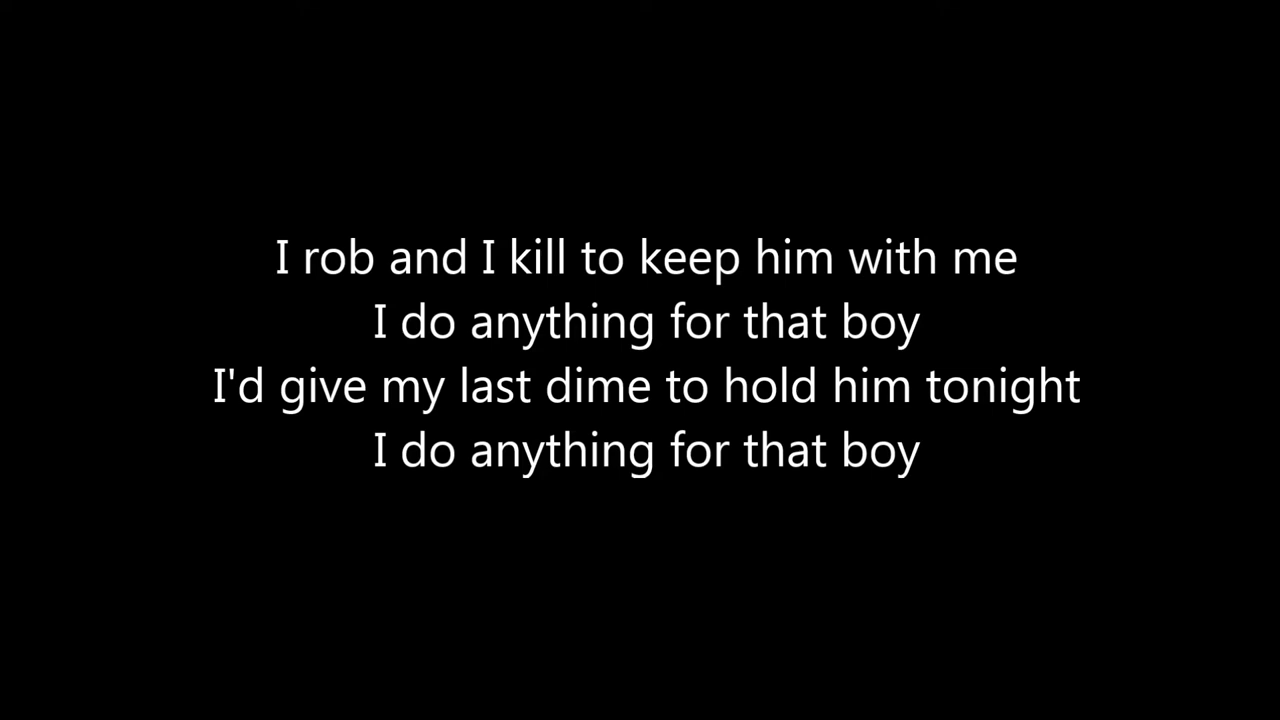 I rob and I kill to keep him with me
I do anything for that boy
I'd give my last dime to hold him tonight
I do anything for that boy